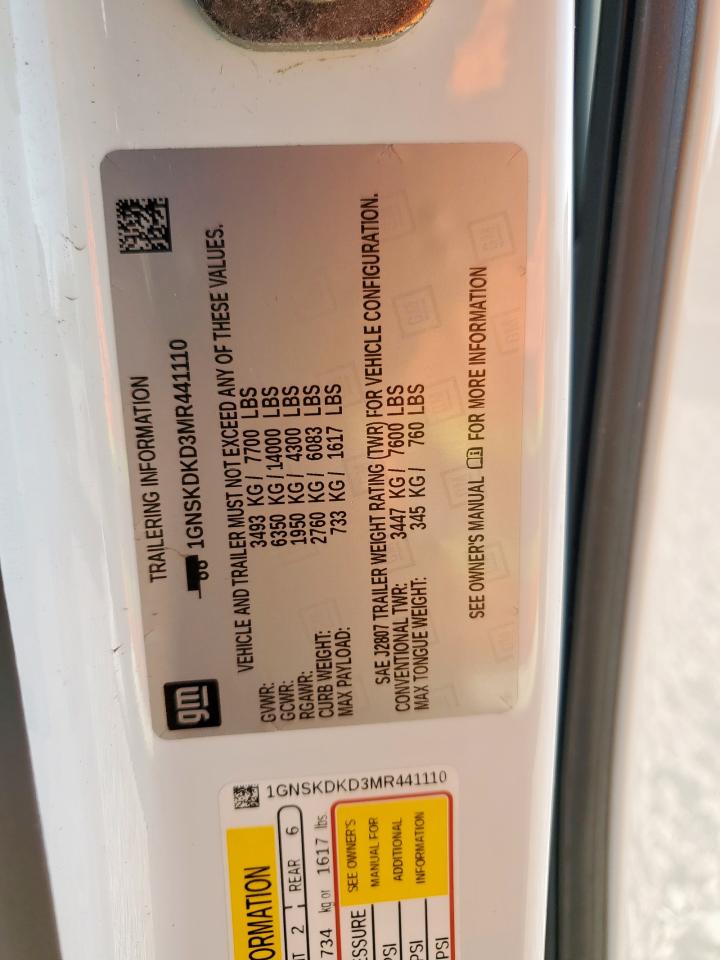 gm
TRAILERING INFORMATION
1GNSKDKD3MR441110
VEHICLE AND TRAILER MUST NOT EXCEED ANY OF THESE VALUES.
GVWR: 3493 KG / 7700 LBS
GCWR: 6350 KG / 14000 LBS
RGAWR: 1950 KG / 4300 LBS
CURB WEIGHT: 2760 KG / 6083 LBS
MAX PAYLOAD: 733 KG / 1617 LBS
SAE J2807 TRAILER WEIGHT RATING (TWR) FOR VEHICLE CONFIGURATION.
CONVENTIONAL TWR: 3447 KG / 7600 LBS
MAX TONGUE WEIGHT: 345 KG / 760 LBS
SEE OWNER'S MANUAL FOR MORE INFORMATION
1GNSKDKD3MR441110
ORMATION
T 2 REAR 6
734 kg or 1617 lbs
ESSURE SEE OWNER'S
PSI MANUAL FOR
PSI ADDITIONAL
PSI INFORMATION